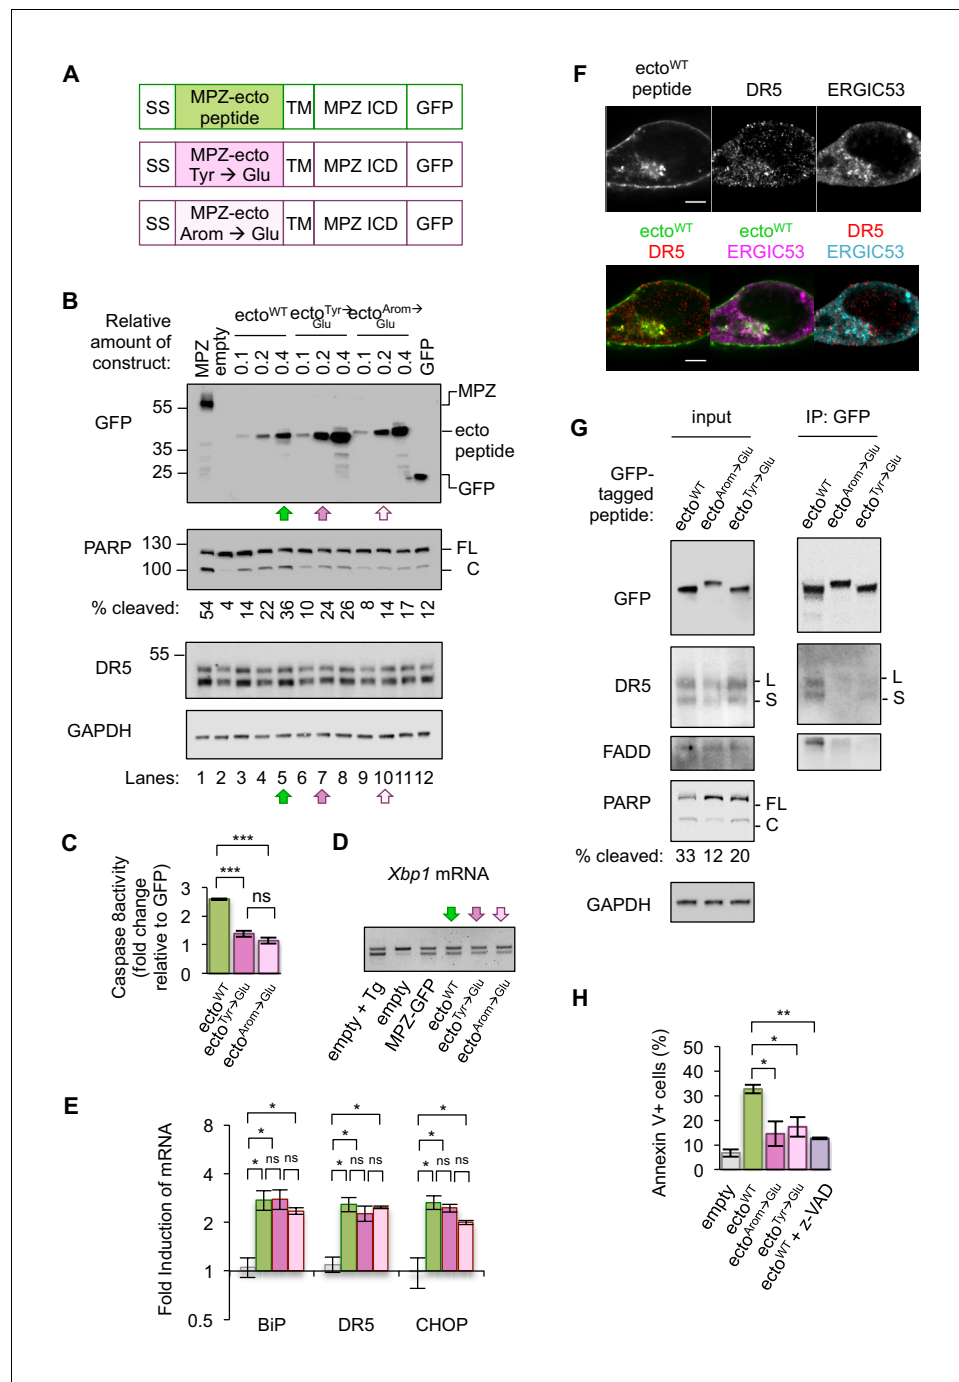 A
SS MPZ-ecto peptide TM MPZ ICD GFP
SS MPZ-ecto Tyr → Glu TM MPZ ICD GFP
SS MPZ-ecto Arom → Glu TM MPZ ICD GFP
B
Relative amount of construct:
MPZ
empty
ectoWT 0.1 0.2 0.4
ectoTyr→Glu 0.1 0.2 0.4
ectoArom→Glu 0.1 0.2 0.4
GFP
GFP
55
35
25
MPZ
ecto peptide
GFP
PARP
130
100
FL
C
% cleaved: 54 4 14 22 36 10 24 26 8 14 17 12
DR5
55
GAPDH
Lanes: 1 2 3 4 5 6 7 8 9 10 11 12
C
Caspase 8activity
(fold change
relative to GFP)
3
2
1
0
***
***
ns
ectoWT
ectoTyr→Glu
ectoArom→Glu
D
Xbp1 mRNA
empty + Tg
empty
MPZ-GFP
ectoWT
ectoTyr→Glu
ectoArom→Glu
E
Fold Induction of mRNA
8
4
2
1
0.5
*
*
* ns ns
*
*
* ns ns
*
*
* ns ns
BiP
DR5
CHOP
F
ectoWT peptide
DR5
ERGIC53
ectoWT DR5
ectoWT ERGIC53
DR5 ERGIC53
G
input
IP: GFP
GFP-tagged peptide:
ectoWT
ectoArom→Glu
ectoTyr→Glu
ectoWT
ectoArom→Glu
ectoTyr→Glu
GFP
DR5
L
S
L
S
FADD
PARP
FL
C
% cleaved: 33 12 20
GAPDH
H
Annexin V+ cells (%)
50
40
30
20
10
0
**
*
*
empty
ectoWT
ectoArom→Glu
ectoTyr→Glu
ectoWT + z-VAD